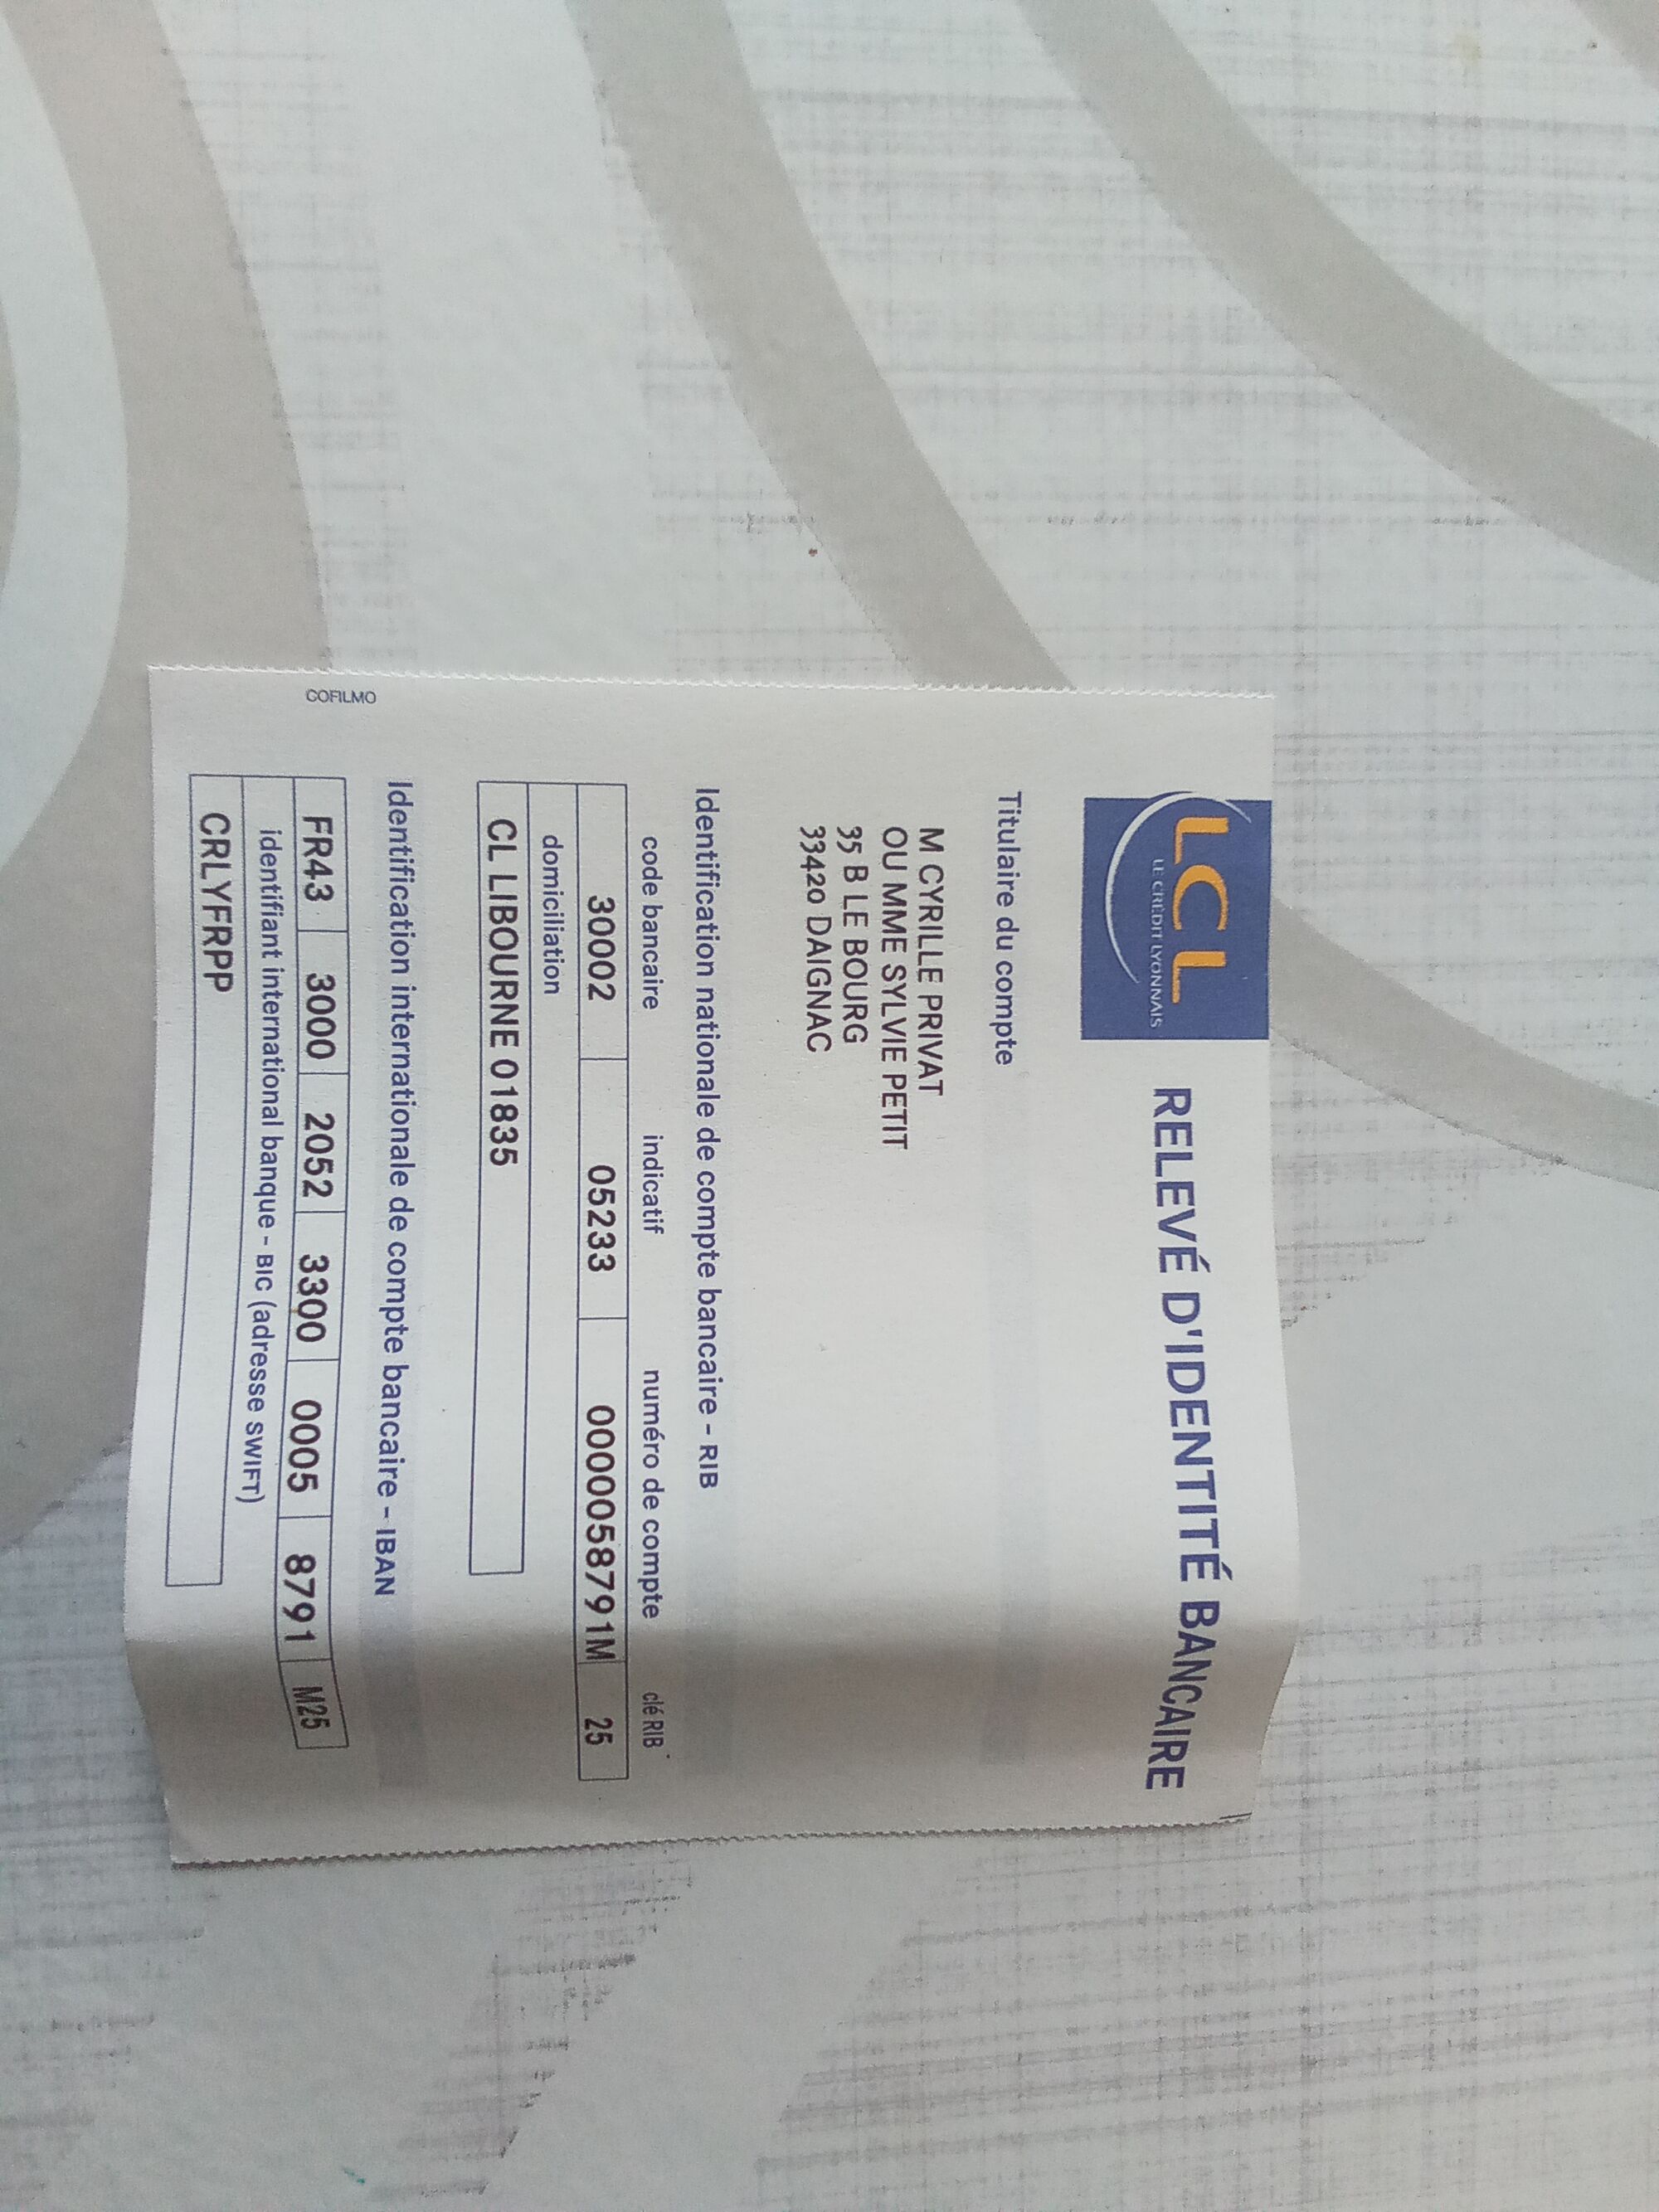 LCL
LE CRÉDIT LYONNAIS
RELEVÉ D'IDENTITÉ BANCAIRE
Titulaire du compte
M CYRILLE PRIVAT
OU MME SYLVIE PETIT
35 B LE BOURG
33420 DAIGNAC
Identification nationale de compte bancaire - RIB
code bancaire indicatif numéro de compte clé RIB
30002 05233 0000058791M 25
domiciliation
CL LIBOURNE 01835
Identification internationale de compte bancaire - IBAN
FR43 3000 2052 3300 0005 8791 M25
identifiant international banque - BIC (adresse SWIFT)
CRLYFRPP
COFILMO